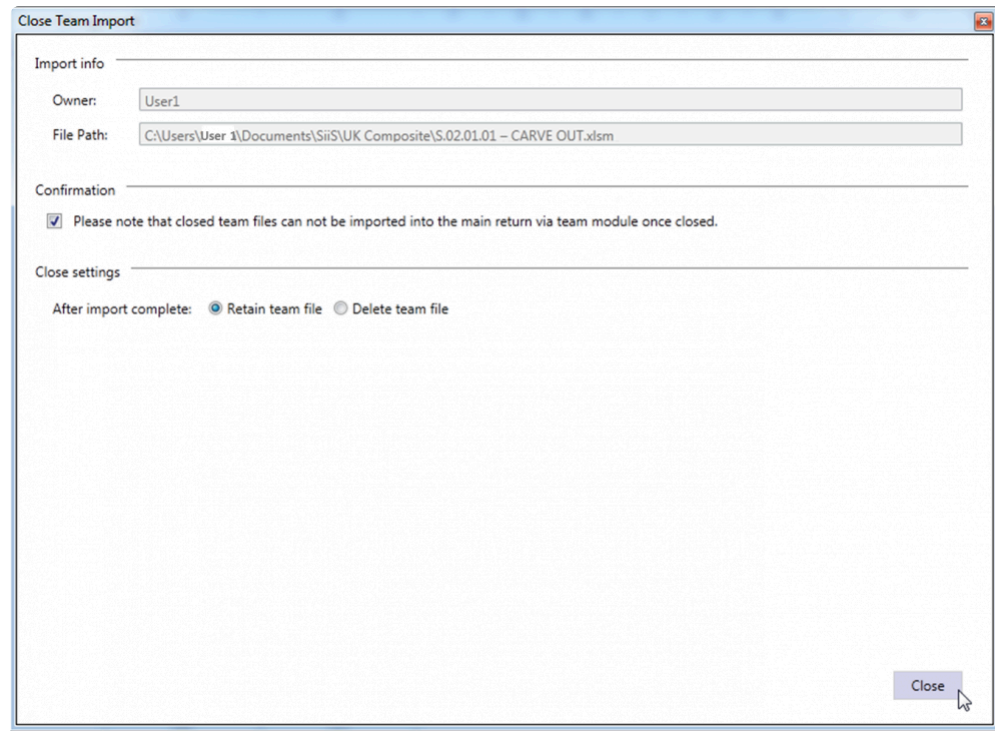 Close Team Import
Import info
Owner: User1
File Path: C:\Users\User 1\Documents\SiiS\UK Composite\S.02.01.01 – CARVE OUT.xlsm
Confirmation
Please note that closed team files can not be imported into the main return via team module once closed.
Close settings
After import complete: Retain team file Delete team file
Close